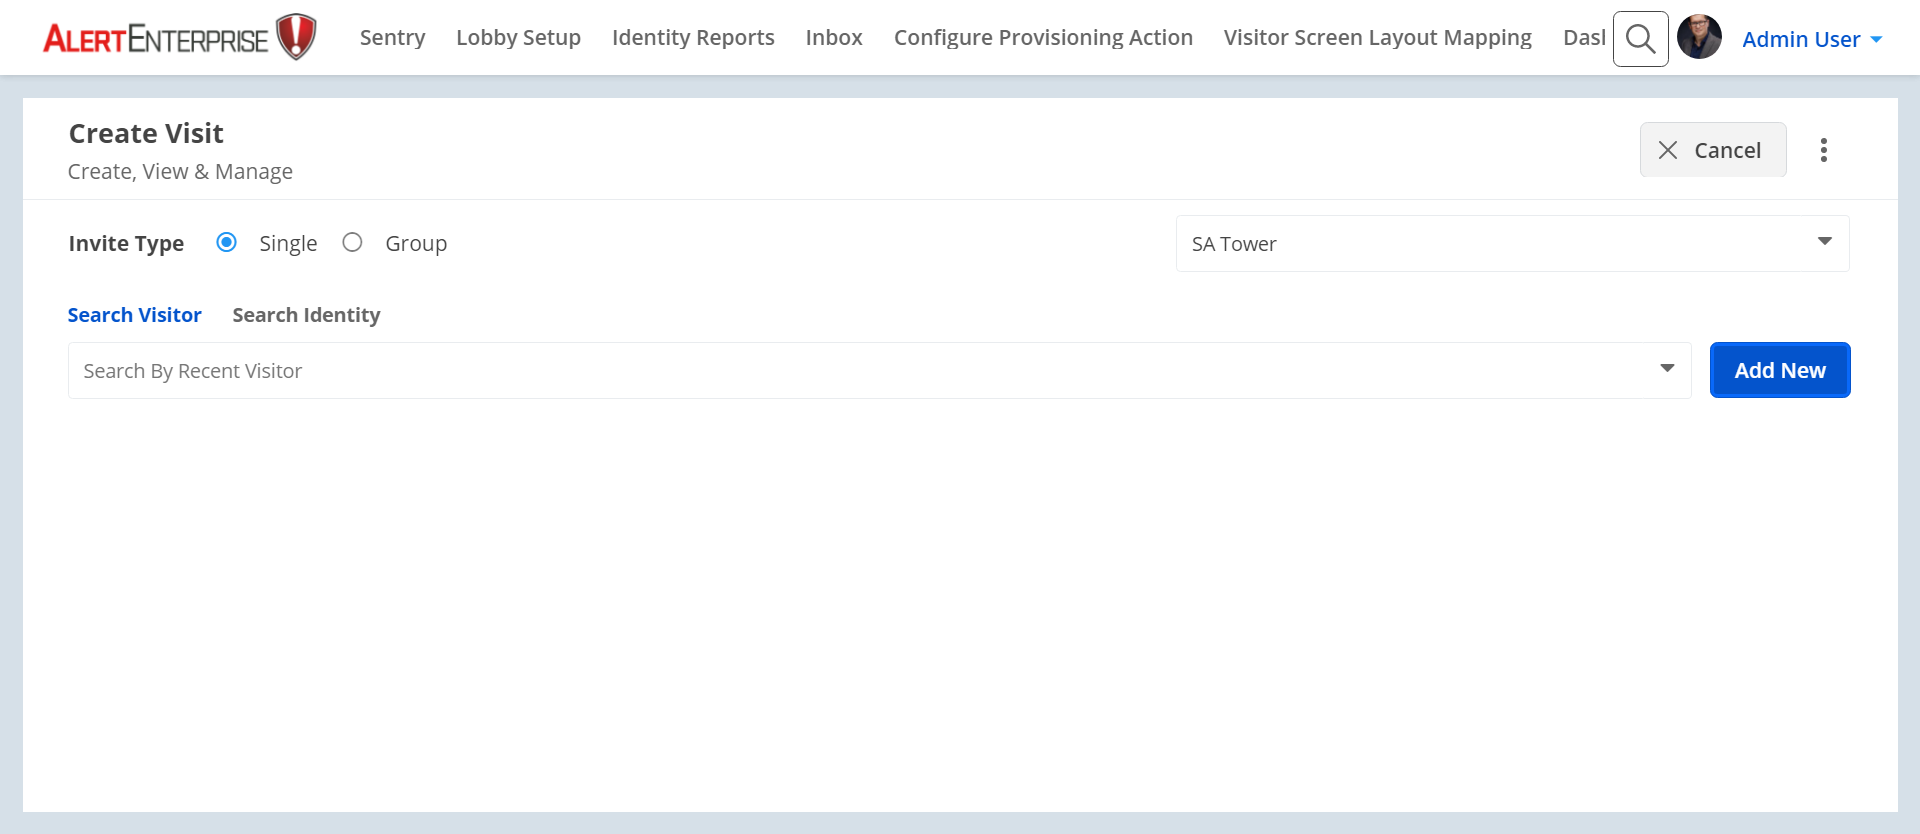 ALERTENTERPRISE
Sentry Lobby Setup Identity Reports Inbox Configure Provisioning Action Visitor Screen Layout Mapping Dasl Admin User
Create Visit
Create, View & Manage
Cancel
Invite Type Single Group
SA Tower
Search Visitor Search Identity
Search By Recent Visitor
Add New